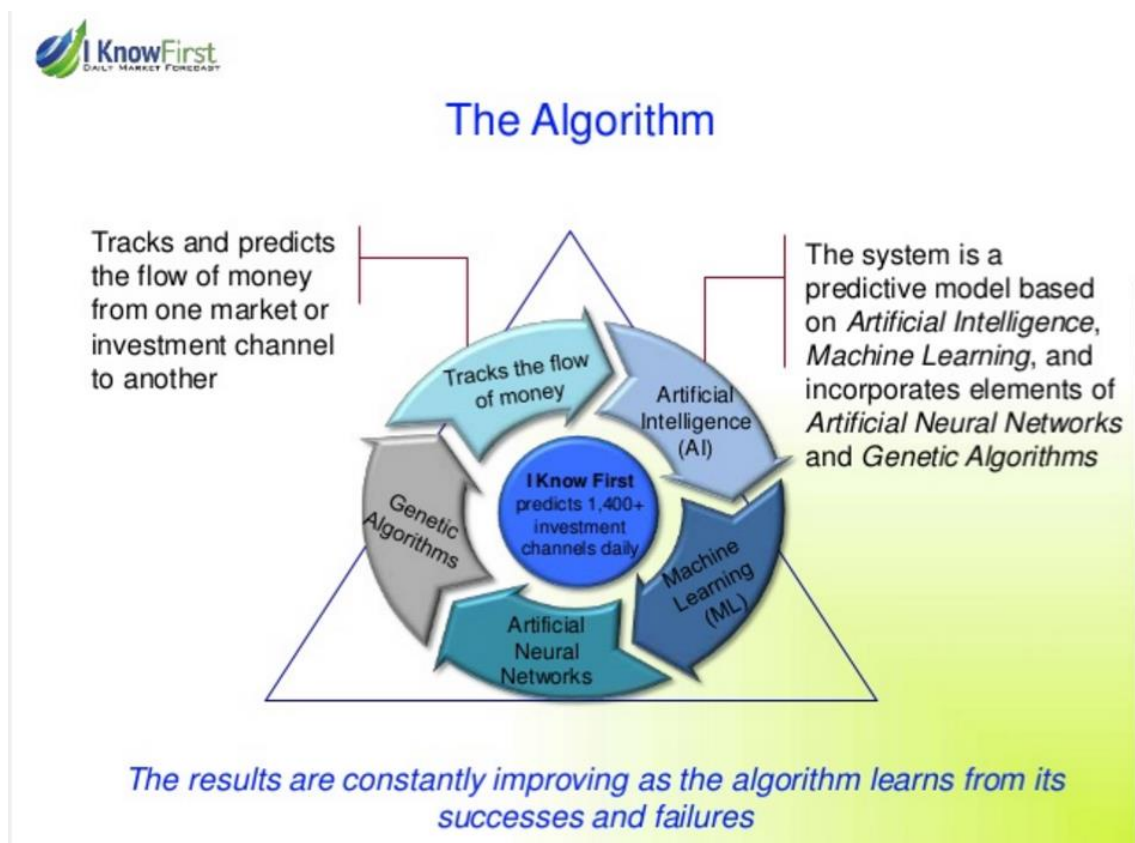 I KnowFirst
DAILY MARKET FORECAST
The Algorithm
Tracks and predicts
the flow of money
from one market or
investment channel
to another
The system is a
predictive model based
on Artificial Intelligence,
Machine Learning, and
incorporates elements of
Artificial Neural Networks
and Genetic Algorithms
Tracks the flow
of money
Artificial
Intelligence
(AI)
Machine
Learning
(ML)
Artificial
Neural
Networks
Genetic
Algorithms
I Know First
predicts 1,400+
investment
channels daily
The results are constantly improving as the algorithm learns from its
successes and failures